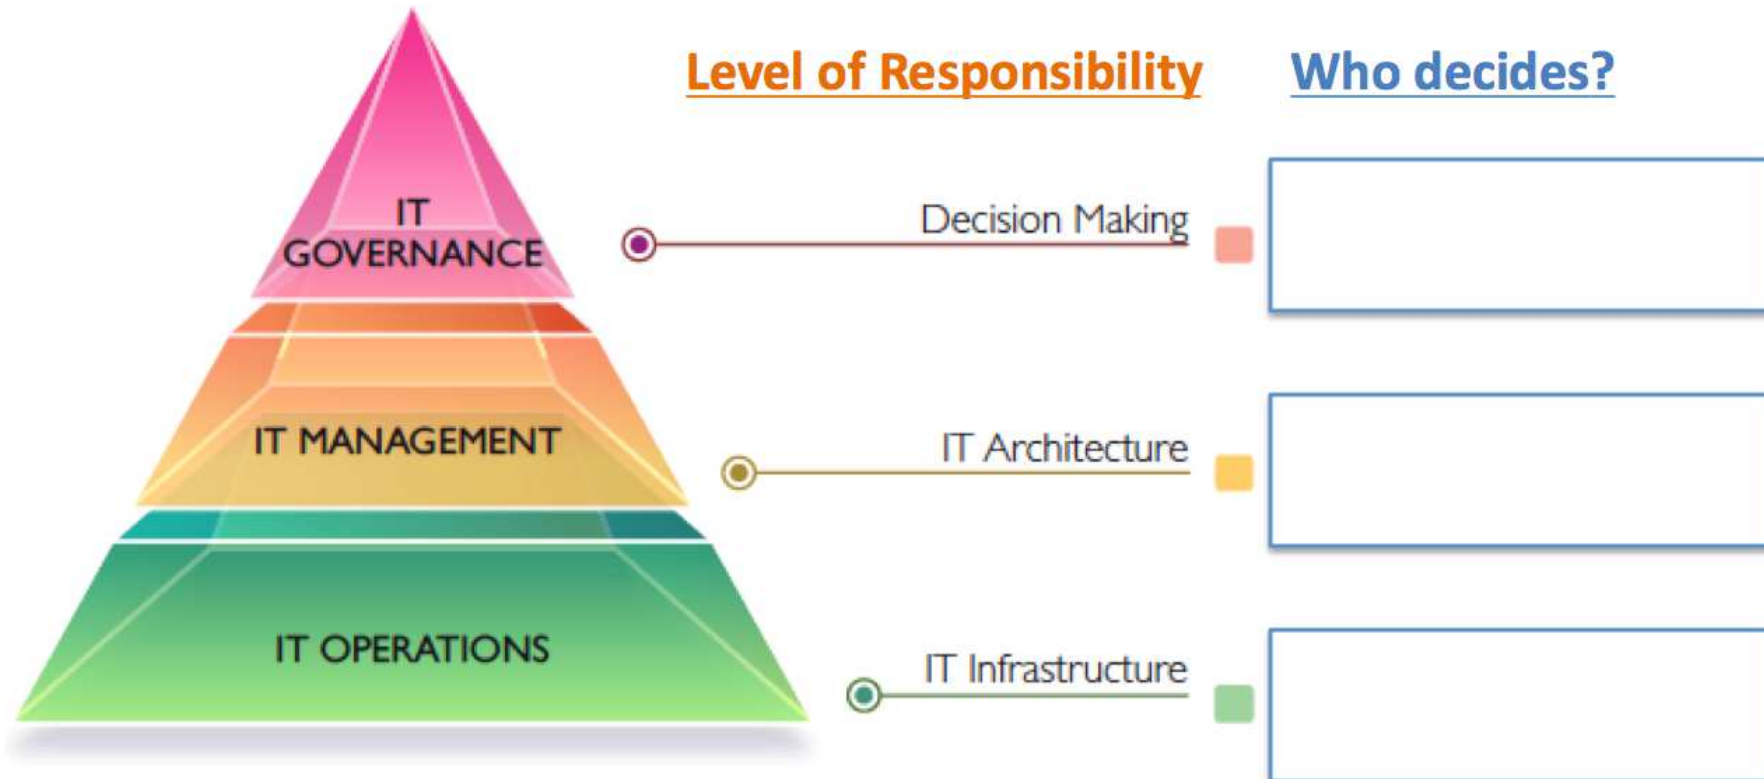 Level of Responsibility
Who decides?
IT
GOVERNANCE
Decision Making
IT MANAGEMENT
IT Architecture
IT OPERATIONS
IT Infrastructure